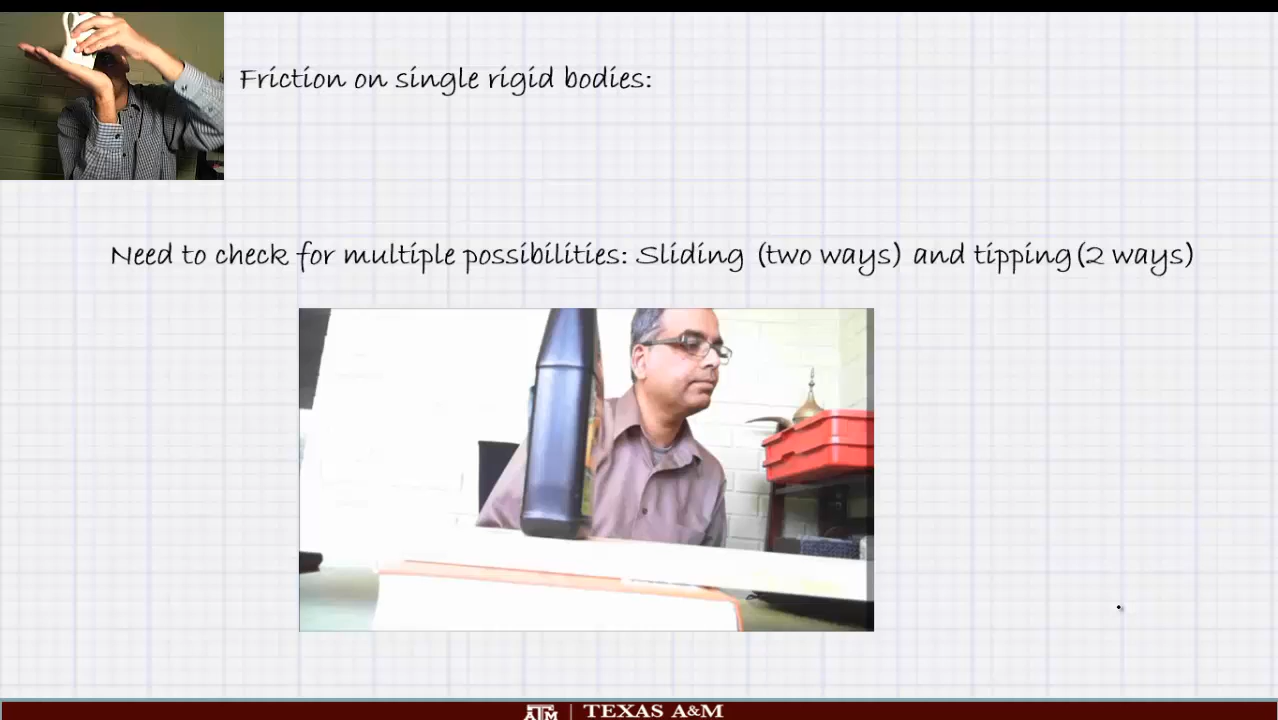 Friction on single rigid bodies:
Need to check for multiple possibilities: Sliding (two ways) and tipping(2 ways)
ATM | TEXAS A&M